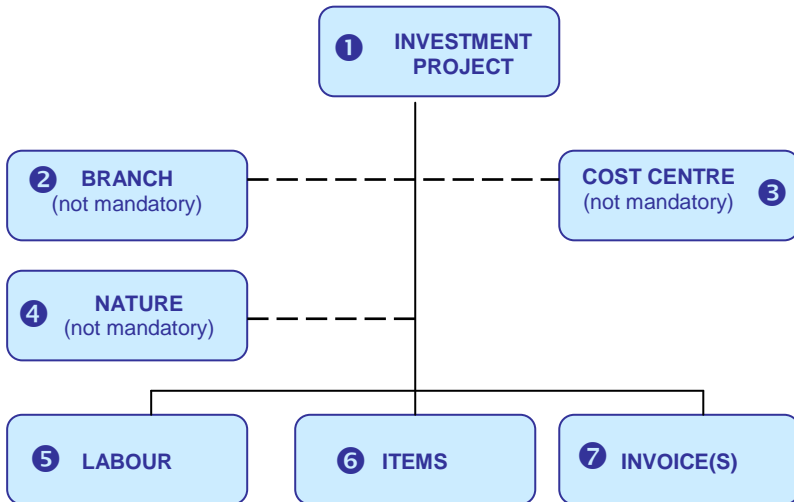 ❶ INVESTMENT
PROJECT
❷ BRANCH
(not mandatory)
COST CENTRE
(not mandatory) ❸
❹ NATURE
(not mandatory)
❺ LABOUR
❻ ITEMS
❼ INVOICE(S)